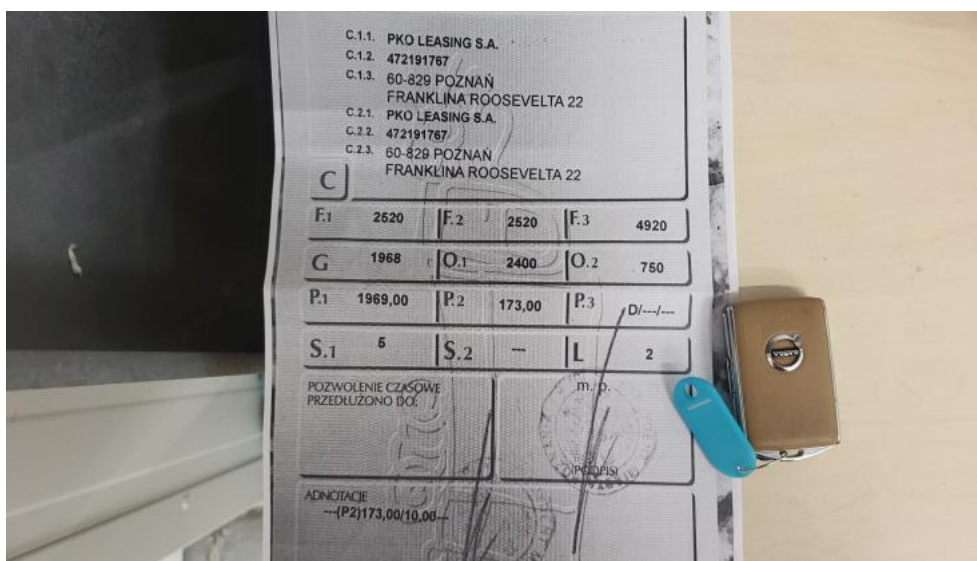 C.1.1. PKO LEASING S.A.
C.1.2. 472191767
C.1.3. 60-829 POZNAŃ
FRANKLINA ROOSEVELTA 22
C.2.1. PKO LEASING S.A.
C.2.2. 472191767
C.2.3. 60-829 POZNAŃ
FRANKLINA ROOSEVELTA 22
C
F.1 2520 F.2 2520 F.3 4920
G 1968 O.1 2400 O.2 750
P.1 1969,00 P.2 173,00 P.3 D/---/---
S.1 5 S.2 --- L 2
POZWOLENIE CZASOWE m. p.
PRZEDŁUŻONO DO:
(PODPIS)
ADNOTACJE
---(P2)173,00/10,00---
VOLVO